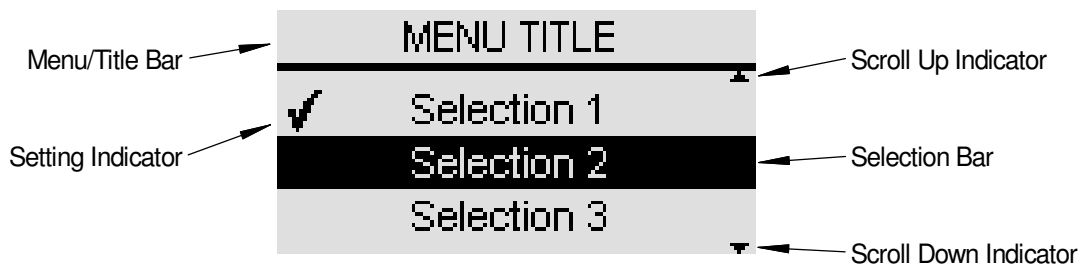 MENU TITLE
Menu/Title Bar
Scroll Up Indicator
Selection 1
Setting Indicator
Selection 2
Selection Bar
Selection 3
Scroll Down Indicator